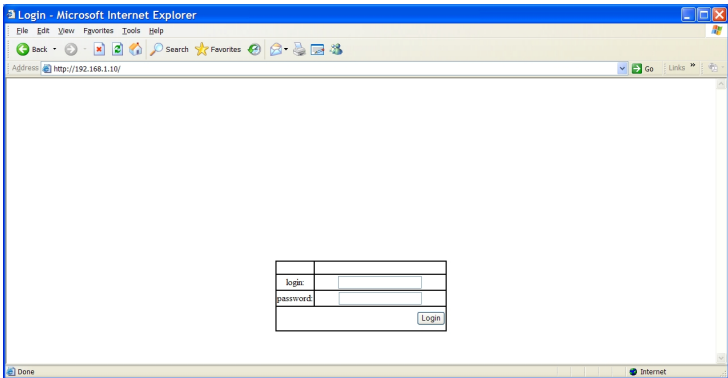 Login - Microsoft Internet Explorer
File Edit View Favorites Tools Help
Back Search Favorites
Address http://192.168.1.10/ Go Links »
login:
password:
Login
Done Internet